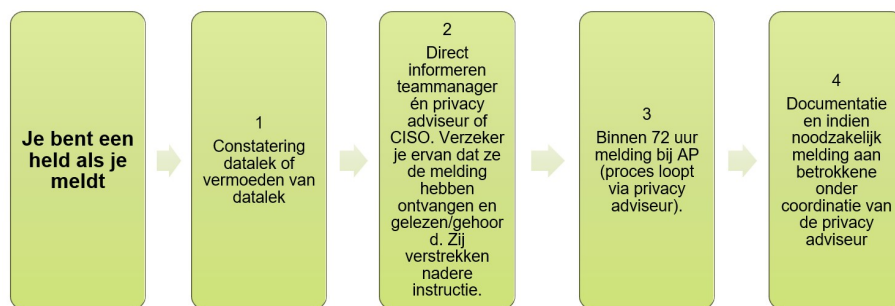 Je bent een
held als je
meldt
1
Constatering
datalek of
vermoeden van
datalek
2
Direct
informeren
teammanager
én privacy
adviseur of
CISO. Verzeker
je ervan dat ze
de melding
hebben
ontvangen en
gelezen/gehoor
d. Zij
verstrekken
nadere
instructie.
3
Binnen 72 uur
melding bij AP
(proces loopt
via privacy
adviseur).
4
Documentatie
en indien
noodzakelijk
melding aan
betrokkene
onder
coordinatie van
de privacy
adviseur